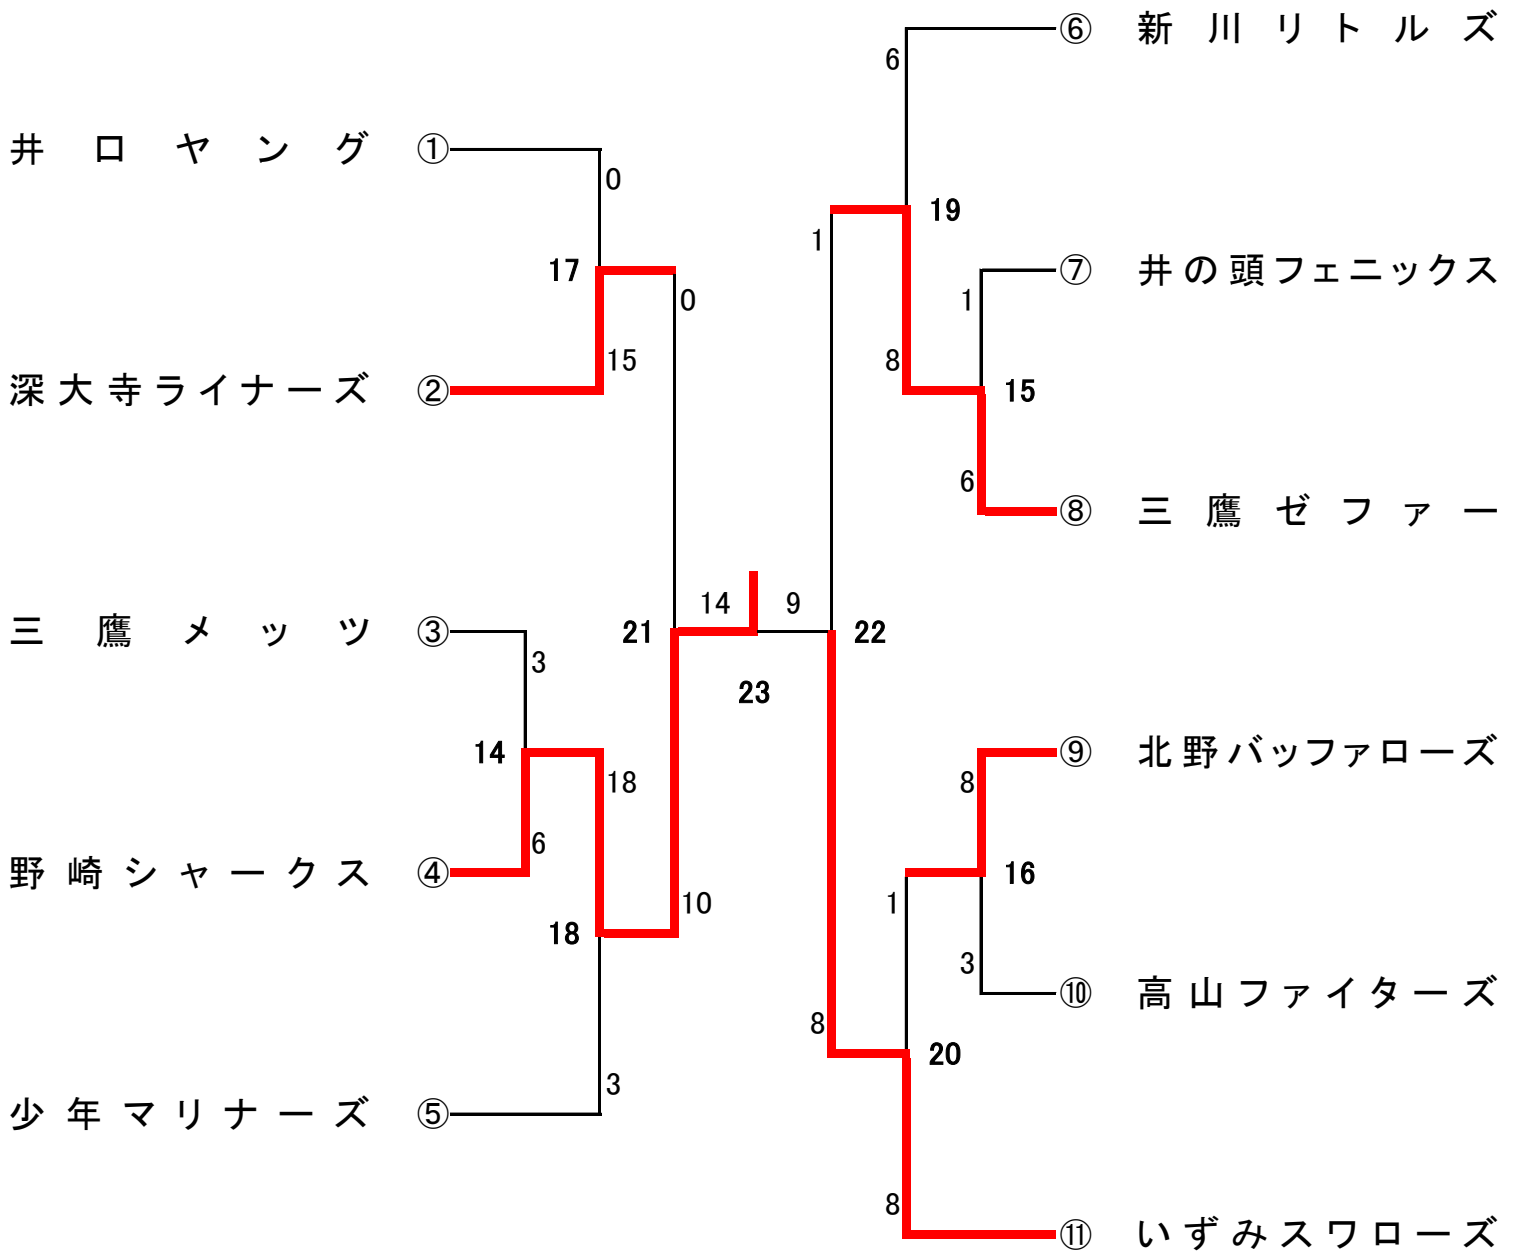 ⑥ 新川リトルズ
6
井口ヤング ①
0
1
19
17
⑦ 井の頭フェニックス
0
1
15
8
深大寺ライナーズ ②
15
6
⑧ 三鷹ゼファー
14
9
三鷹メッツ ③
21
22
3
23
14
⑨ 北野バッファローズ
18
8
6
野崎シャークス ④
16
10
1
18
3
⑩ 高山ファイターズ
8
20
3
少年マリナーズ ⑤
8
⑪ いずみスワローズ